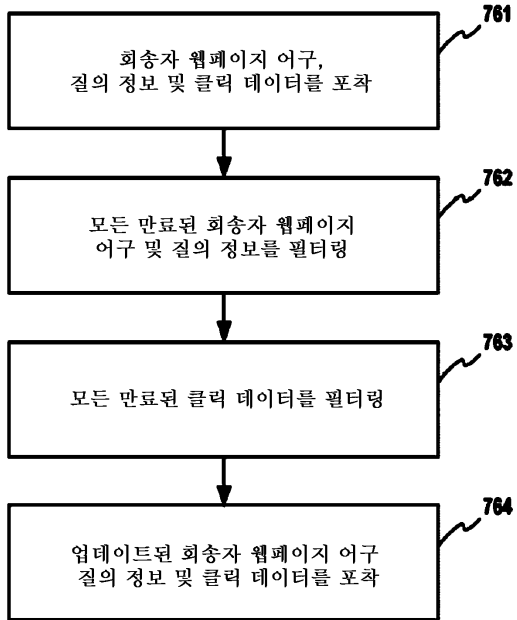 761
회송자 웹페이지 어구,
질의 정보 및 클릭 데이터를 포착
762
모든 만료된 회송자 웹페이지
어구 및 질의 정보를 필터링
763
모든 만료된 클릭 데이터를 필터링
764
업데이트된 회송자 웹페이지 어구
질의 정보 및 클릭 데이터를 포착